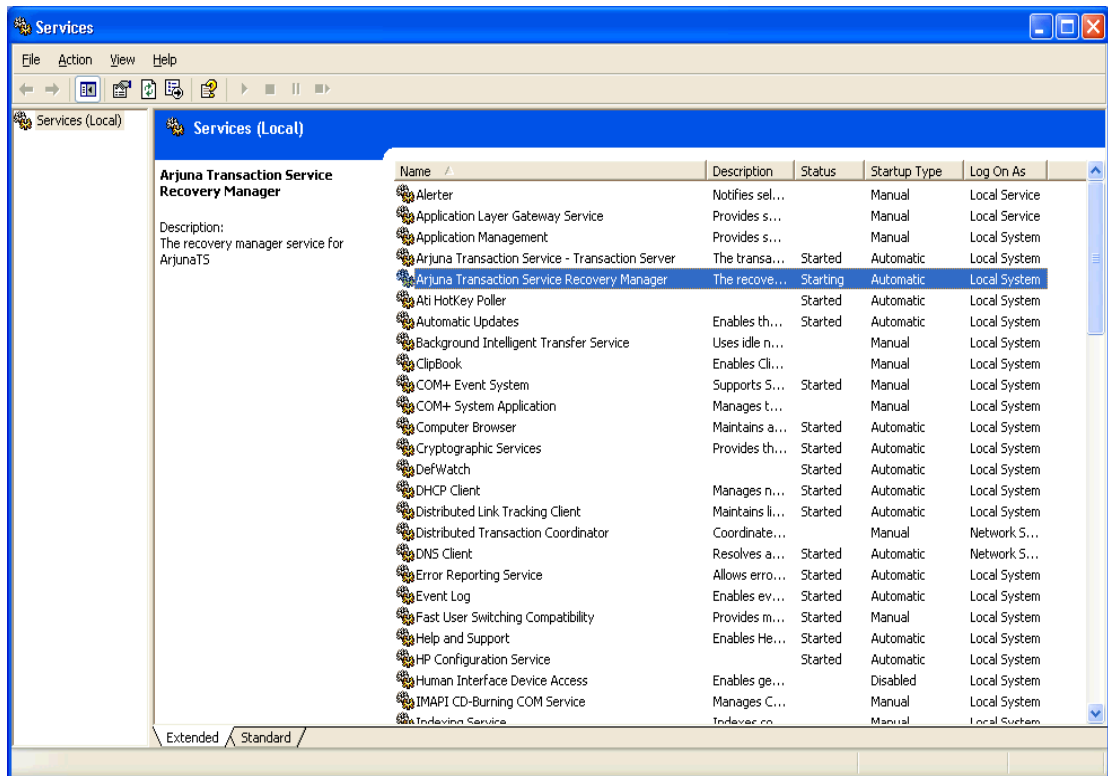 Services
File Action View Help
Services (Local)
Services (Local)
Arjuna Transaction Service
Recovery Manager
Description:
The recovery manager service for
ArjunaTS
Name Description Status Startup Type Log On As
Alerter Notifies sel... Manual Local Service
Application Layer Gateway Service Provides s... Manual Local Service
Application Management Provides s... Manual Local System
Arjuna Transaction Service - Transaction Server The transa... Started Automatic Local System
Arjuna Transaction Service Recovery Manager The recove... Starting Automatic Local System
Ati HotKey Poller Started Automatic Local System
Automatic Updates Enables th... Started Automatic Local System
Background Intelligent Transfer Service Uses idle n... Manual Local System
ClipBook Enables Cli... Manual Local System
COM+ Event System Supports S... Started Manual Local System
COM+ System Application Manages t... Manual Local System
Computer Browser Maintains a... Started Automatic Local System
Cryptographic Services Provides th... Started Automatic Local System
DefWatch Started Automatic Local System
DHCP Client Manages n... Started Automatic Local System
Distributed Link Tracking Client Maintains li... Started Automatic Local System
Distributed Transaction Coordinator Coordinate... Manual Network S...
DNS Client Resolves a... Started Automatic Network S...
Error Reporting Service Allows erro... Started Automatic Local System
Event Log Enables ev... Started Automatic Local System
Fast User Switching Compatibility Provides m... Started Manual Local System
Help and Support Enables He... Started Automatic Local System
HP Configuration Service Started Automatic Local System
Human Interface Device Access Enables ge... Disabled Local System
IMAPI CD-Burning COM Service Manages C... Manual Local System
Indexing Service Indexes co... Manual Local System
Extended Standard